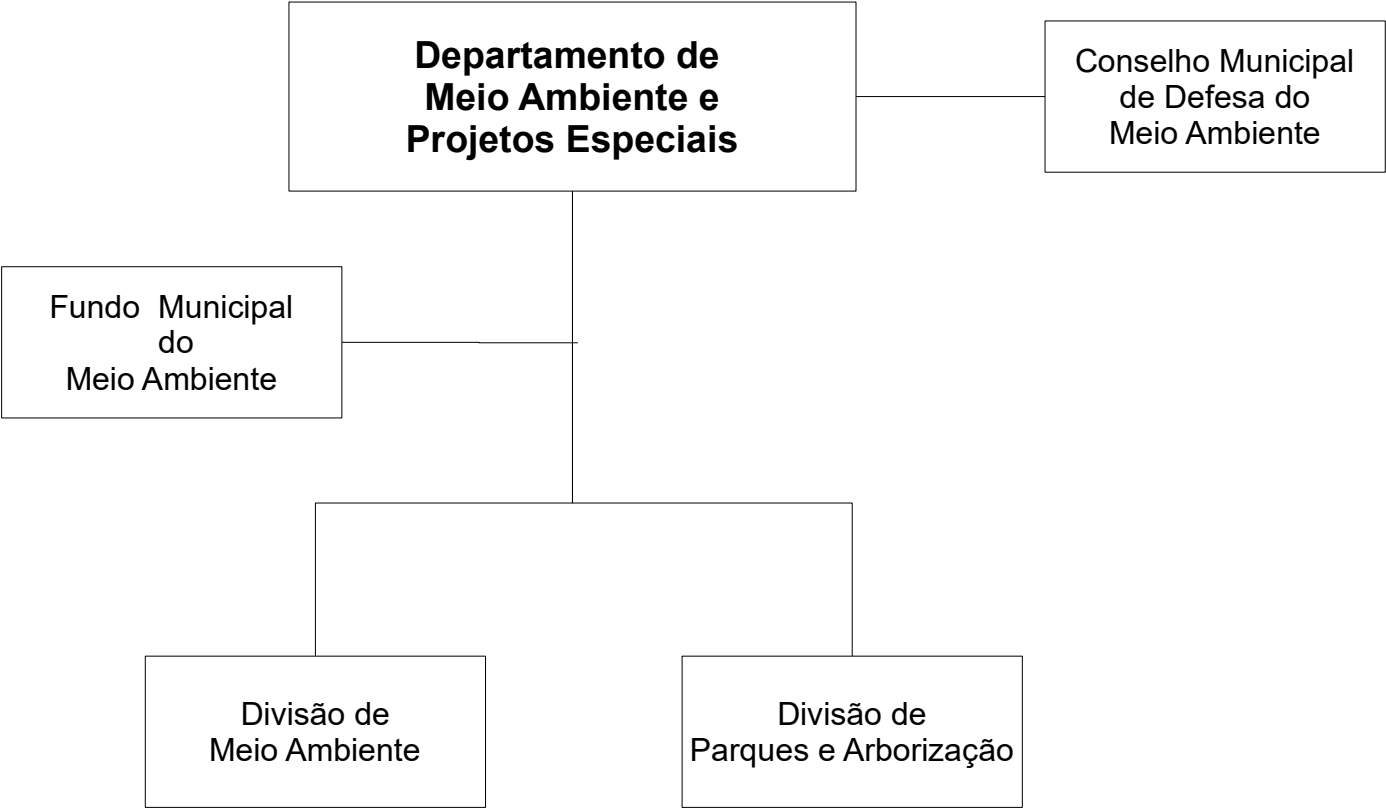 Departamento de
Meio Ambiente e
Projetos Especiais
Conselho Municipal
de Defesa do
Meio Ambiente
Fundo Municipal
do
Meio Ambiente
Divisão de
Meio Ambiente
Divisão de
Parques e Arborização